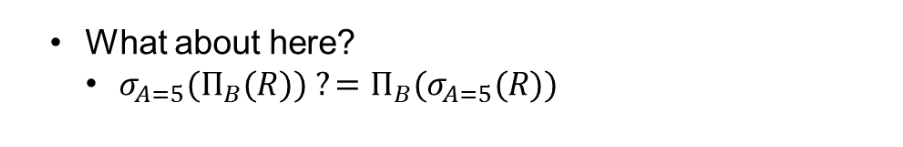 • What about here?
• σ_{A=5}(Π_B(R)) ?= Π_B(σ_{A=5}(R))